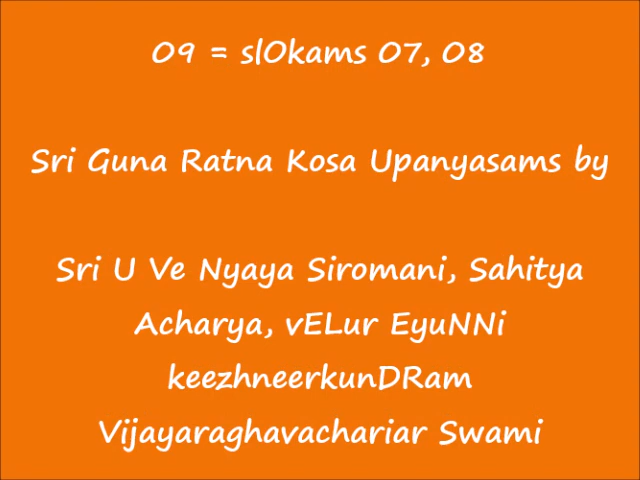 09 = slOkams 07, 08
Sri Guna Ratna Kosa Upanyasams by
Sri U Ve Nyaya Siromani, Sahitya
Acharya, vELur EyuNNi
keezhneerkunDRam
Vijayaraghavachariar Swami